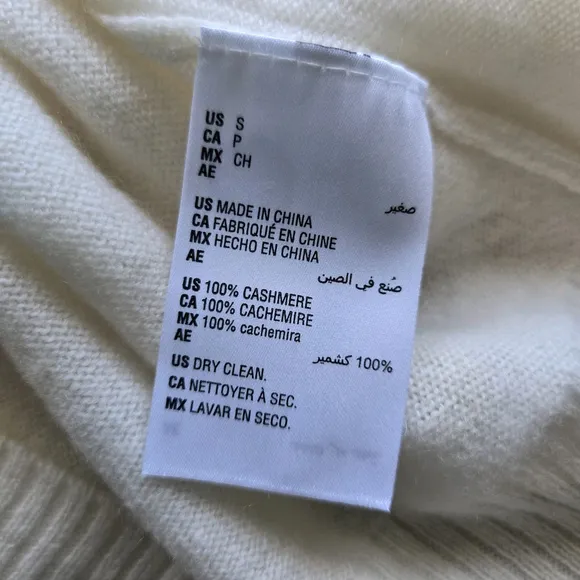 US S
CA P
MX CH
AE
صغير
US MADE IN CHINA
CA FABRIQUÉ EN CHINE
MX HECHO EN CHINA
AE
صُنع في الصين
US 100% CASHMERE
CA 100% CACHEMIRE
MX 100% cachemira
AE
100% كشمير
US DRY CLEAN.
CA NETTOYER À SEC.
MX LAVAR EN SECO.